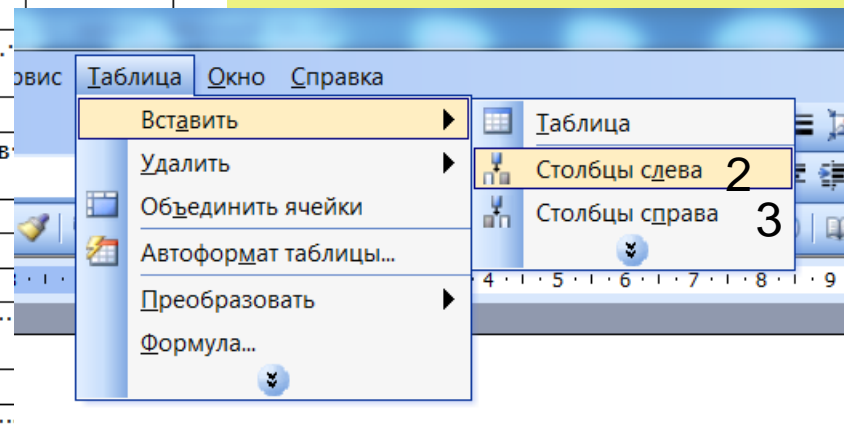 рвис Таблица Окно Справка
Вставить
Удалить
Объединить ячейки
Автоформат таблицы...
Преобразовать
Формула...
Таблица
Столбцы слева 2
Столбцы справа 3
4 5 6 7 8 9